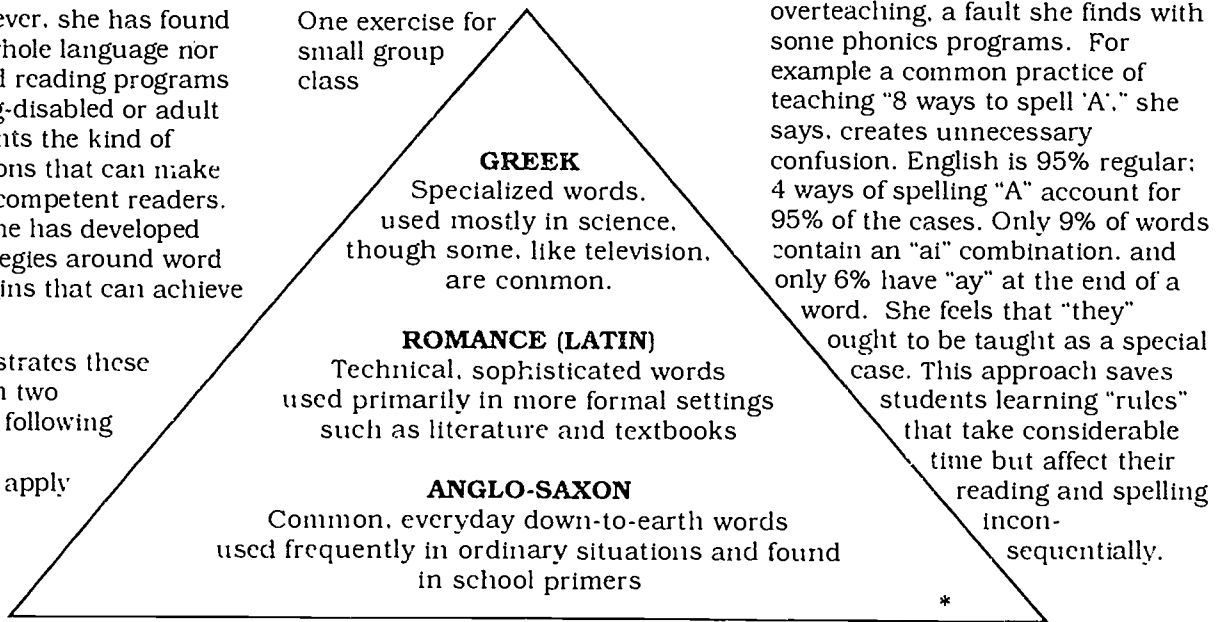 ever, she has found
whole language nor
d reading programs
g-disabled or adult
nts the kind of
ons that can make
competent readers.
ne has developed
egies around word
ins that can achieve
strates these
n two
following
apply
One exercise for
small group
class
GREEK
Specialized words,
used mostly in science,
though some, like television,
are common.
ROMANCE (LATIN)
Technical, sophisticated words
used primarily in more formal settings
such as literature and textbooks
ANGLO-SAXON
Common, everyday down-to-earth words
used frequently in ordinary situations and found
in school primers
*
overteaching, a fault she finds with
some phonics programs. For
example a common practice of
teaching "8 ways to spell 'A'," she
says, creates unnecessary
confusion. English is 95% regular:
4 ways of spelling "A" account for
95% of the cases. Only 9% of words
contain an "ai" combination, and
only 6% have "ay" at the end of a
word. She feels that "they"
ought to be taught as a special
case. This approach saves
students learning "rules"
that take considerable
time but affect their
reading and spelling
incon-
sequentially.